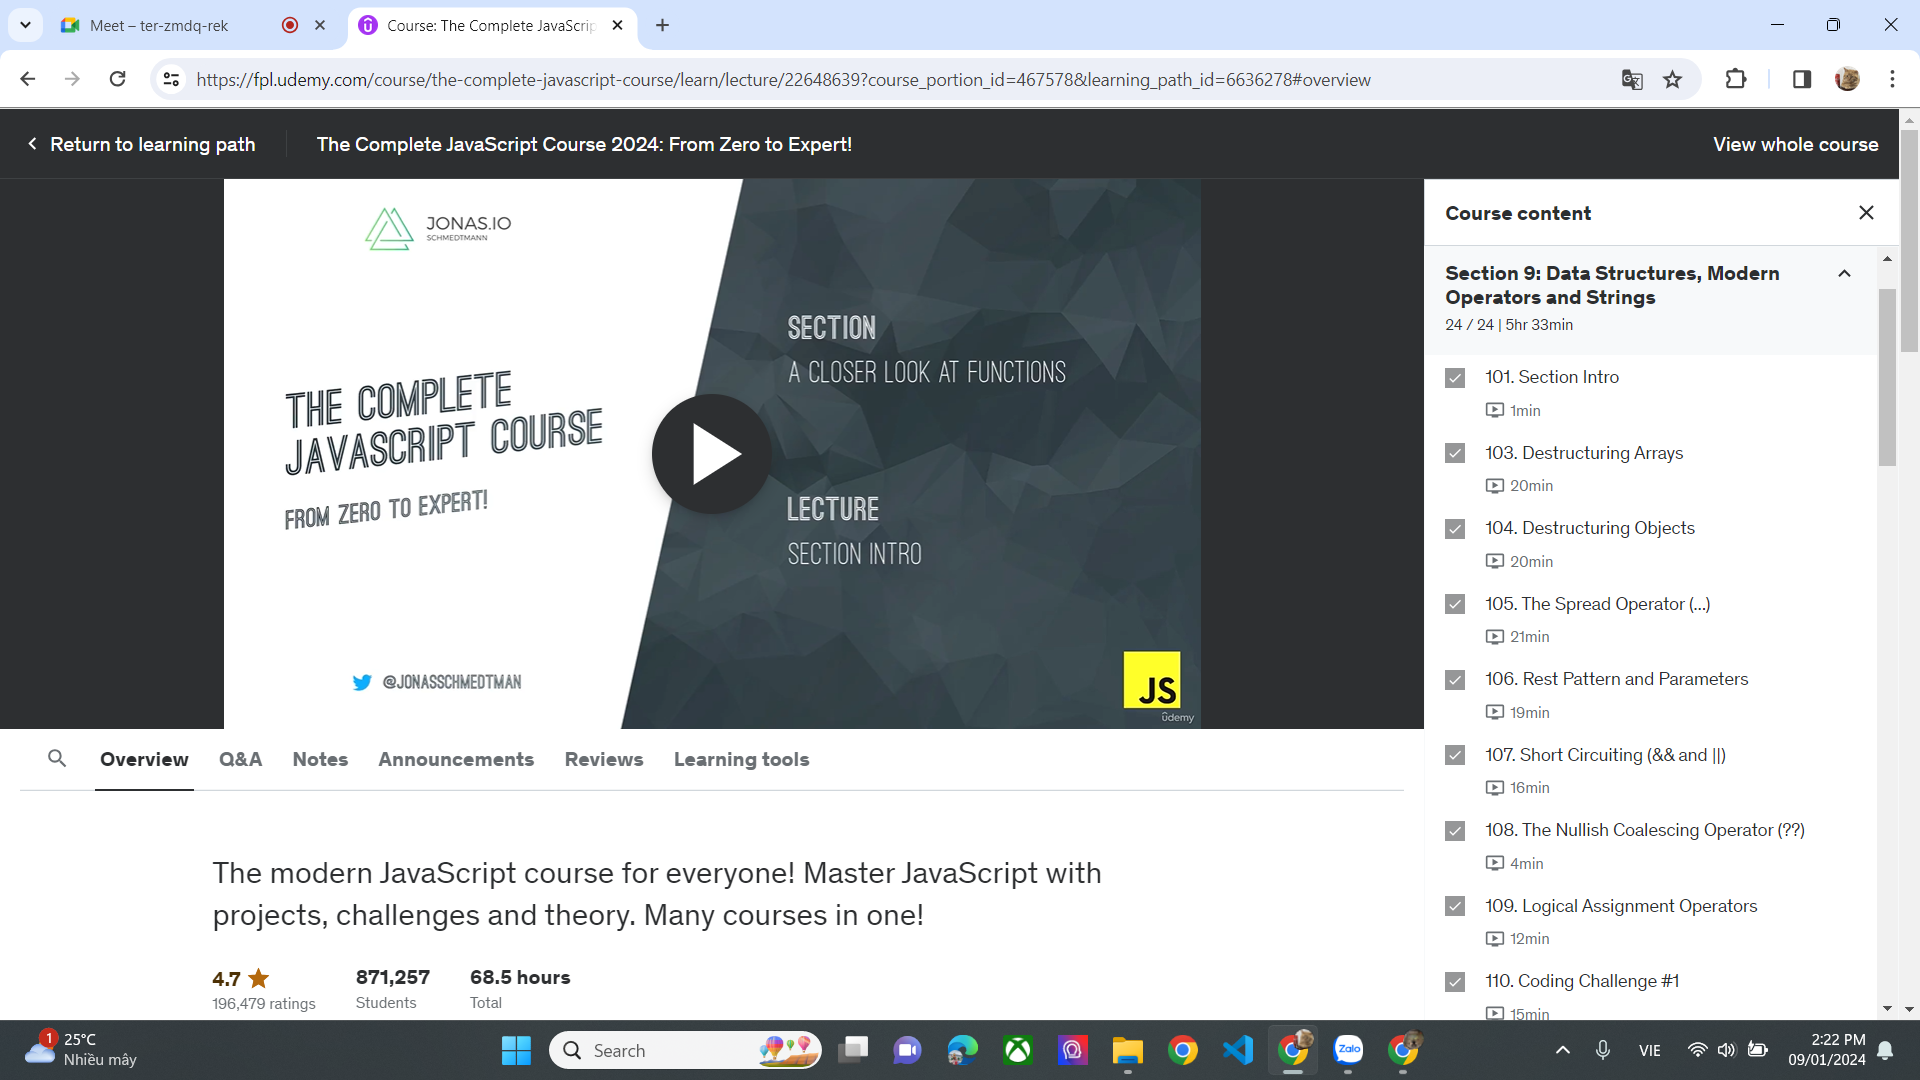 Meet – ter-zmdq-rek
Course: The Complete JavaScrip
https://fpl.udemy.com/course/the-complete-javascript-course/learn/lecture/22648639?course_portion_id=467578&learning_path_id=6636278#overview
Return to learning path
The Complete JavaScript Course 2024: From Zero to Expert!
View whole course
JONAS.IO
SCHMEDTMANN
THE COMPLETE
JAVASCRIPT COURSE
FROM ZERO TO EXPERT!
@JONASSCHMEDTMAN
SECTION
A CLOSER LOOK AT FUNCTIONS
LECTURE
SECTION INTRO
JS
ûdemy
Course content
Section 9: Data Structures, Modern
Operators and Strings
24 / 24 | 5hr 33min
101. Section Intro
1min
103. Destructuring Arrays
20min
104. Destructuring Objects
20min
105. The Spread Operator (...)
21min
106. Rest Pattern and Parameters
19min
107. Short Circuiting (&& and ||)
16min
108. The Nullish Coalescing Operator (??)
4min
109. Logical Assignment Operators
12min
110. Coding Challenge #1
15min
Overview
Q&A
Notes
Announcements
Reviews
Learning tools
The modern JavaScript course for everyone! Master JavaScript with
projects, challenges and theory. Many courses in one!
4.7
196,479 ratings
871,257
Students
68.5 hours
Total
1
25°C
Nhiều mây
Search
Zalo
VIE
2:22 PM
09/01/2024